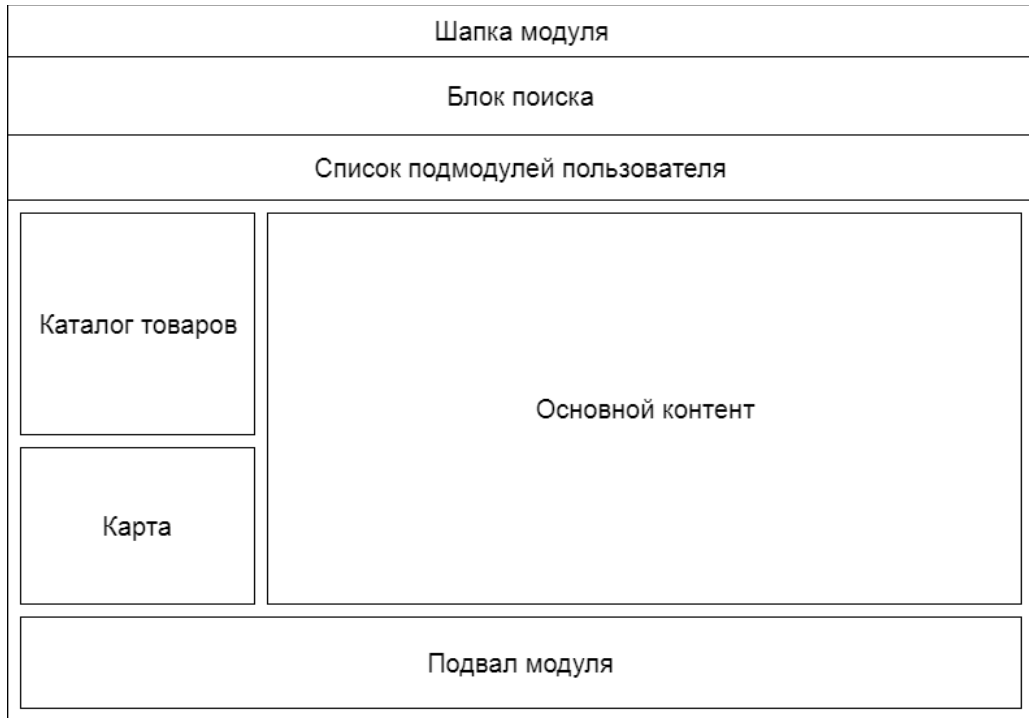 Шапка модуля
Блок поиска
Список подмодулей пользователя
Каталог товаров
Основной контент
Карта
Подвал модуля